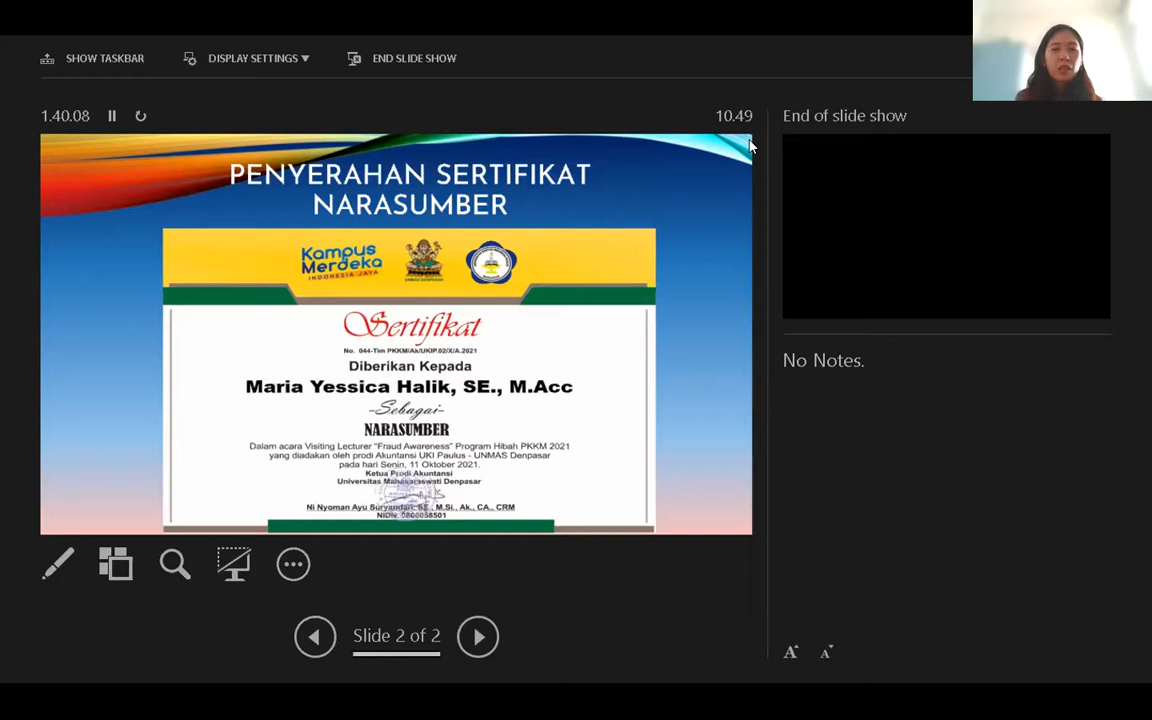 SHOW TASKBAR
DISPLAY SETTINGS ▼
END SLIDE SHOW
1.40.08
10.49
End of slide show
PENYERAHAN SERTIFIKAT
NARASUMBER
Kampus
Merdeka
INDONESIA JAYA
UNMAS DENPASAR
Sertifikat
No. 044-Tim PKKM/Ak/UKIP.02/X/A.2021
Diberikan Kepada
Maria Yessica Halik, SE., M.Acc
-Sebagai-
NARASUMBER
Dalam acara Visiting Lecturer "Fraud Awareness" Program Hibah PKKM 2021
yang diadakan oleh prodi Akuntansi UKI Paulus - UNMAS Denpasar
pada hari Senin, 11 Oktober 2021.
Ketua Prodi Akuntansi
Universitas Mahasaraswati Denpasar
Ni Nyoman Ayu Suryandari, SE., M.Si., Ak., CA., CRM
NIDN:
No Notes.
Slide 2 of 2
A A